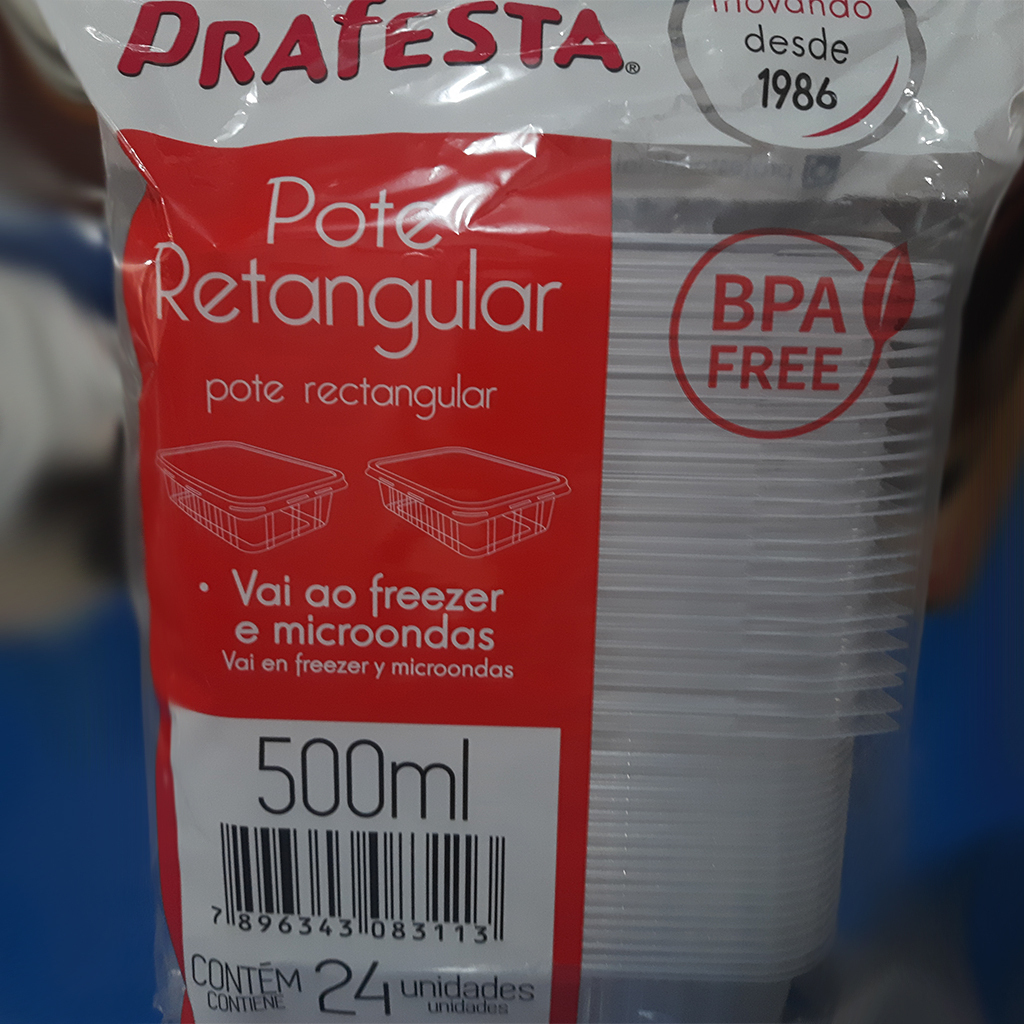 PRAFESTA®
inovando
desde
1986
Pote
Retangular
pote rectangular
BPA
FREE
• Vai ao freezer
e microondas
Vai en freezer y microondas
500ml
7 896343 083113
CONTÉM 24 unidades
CONTIENE unidades